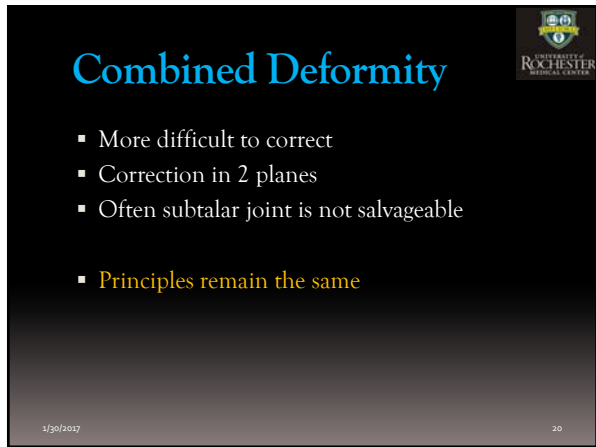 UNIVERSITY of
ROCHESTER
MEDICAL CENTER
Combined Deformity
▪ More difficult to correct
▪ Correction in 2 planes
▪ Often subtalar joint is not salvageable
▪ Principles remain the same
1/30/2017
20